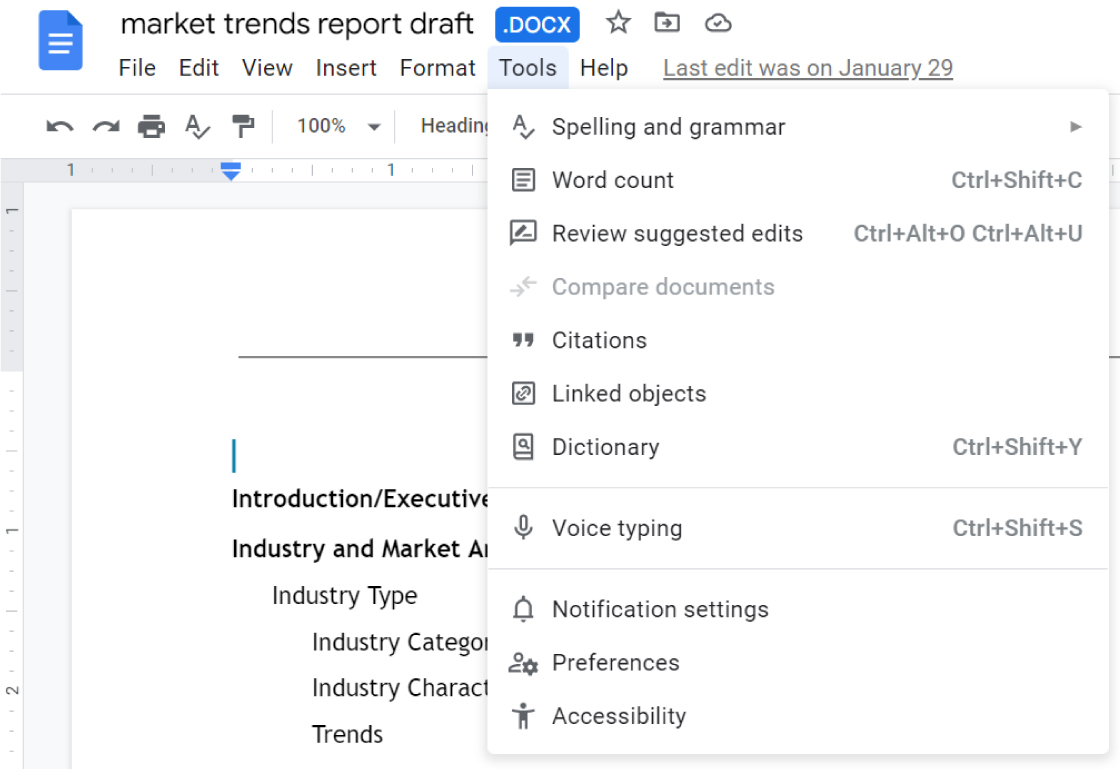 market trends report draft .DOCX
File Edit View Insert Format Tools Help Last edit was on January 29
100% Heading
1 1
Spelling and grammar
Word count Ctrl+Shift+C
Review suggested edits Ctrl+Alt+O Ctrl+Alt+U
Compare documents
Citations
Linked objects
Dictionary Ctrl+Shift+Y
Voice typing Ctrl+Shift+S
Notification settings
Preferences
Accessibility
1
1
2
Introduction/Executive
Industry and Market A
Industry Type
Industry Categor
Industry Charact
Trends